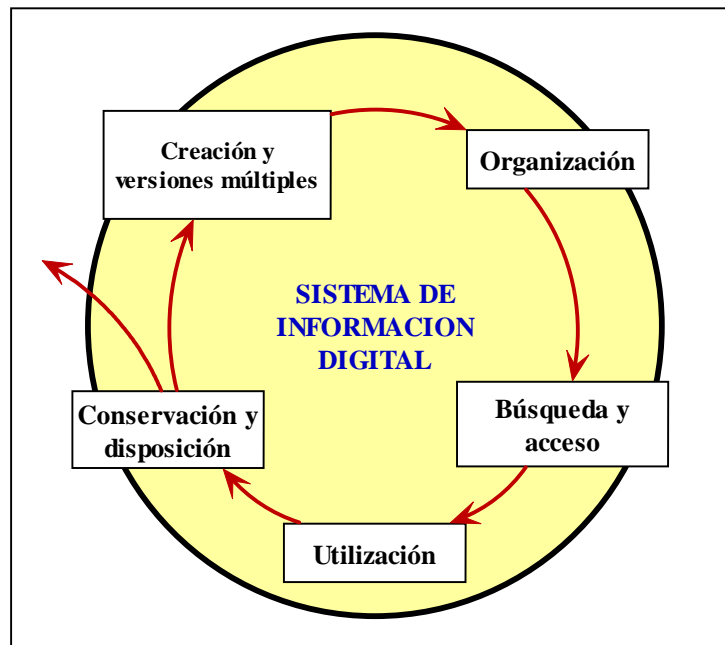 Creación y
versiones múltiples
Organización
SISTEMA DE
INFORMACION
DIGITAL
Conservación y
disposición
Búsqueda y
acceso
Utilización